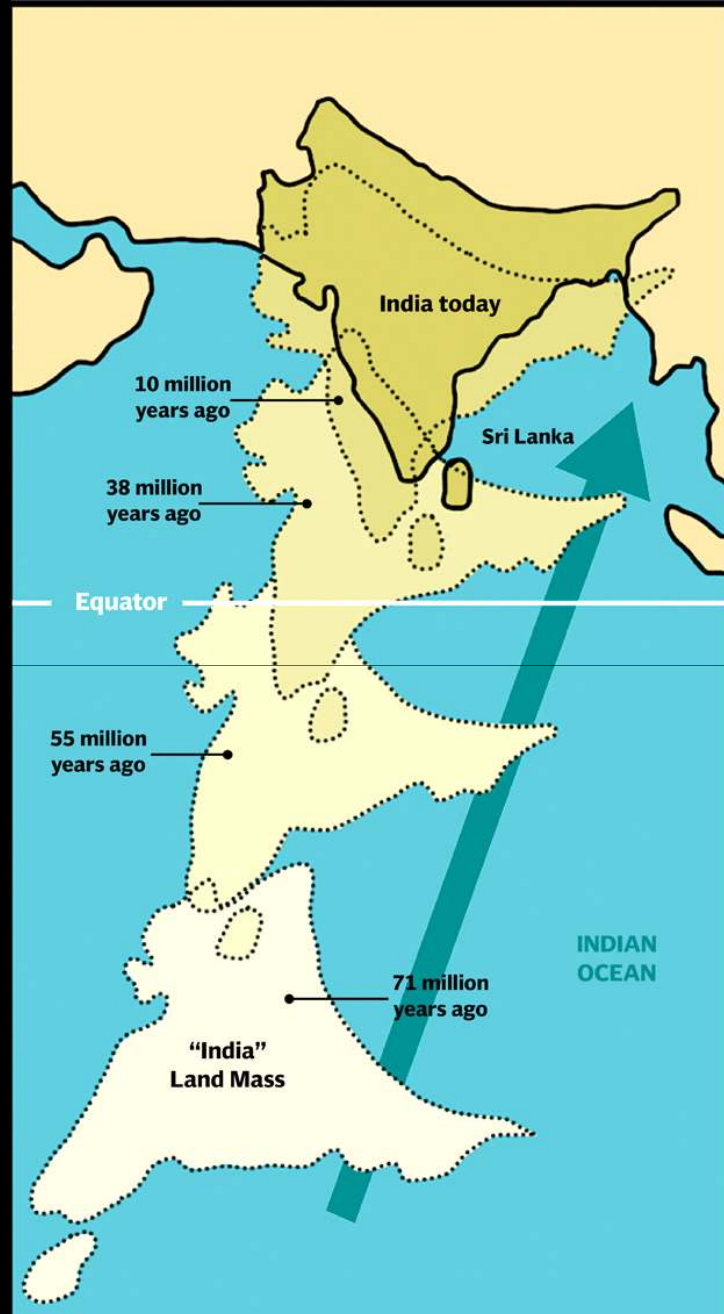 India today
10 million
years ago
Sri Lanka
38 million
years ago
Equator
55 million
years ago
INDIAN
OCEAN
71 million
years ago
“India”
Land Mass